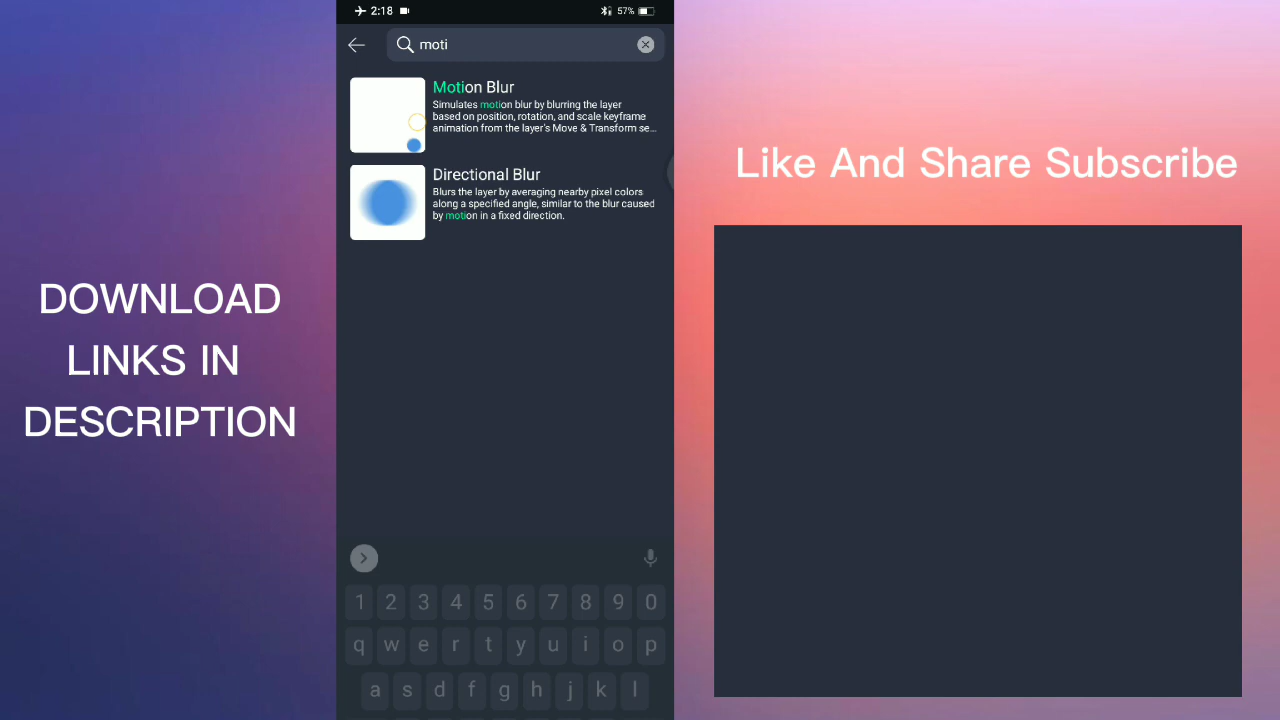 DOWNLOAD
LINKS IN
DESCRIPTION
2:18
57%
moti
Motion Blur
Simulates motion blur by blurring the layer
based on position, rotation, and scale keyframe
animation from the layer's Move & Transform se...
Directional Blur
Blurs the layer by averaging nearby pixel colors
along a specified angle, similar to the blur caused
by motion in a fixed direction.
1 2 3 4 5 6 7 8 9 0
q w e r t y u i o p
a s d f g h j k l
Like And Share Subscribe